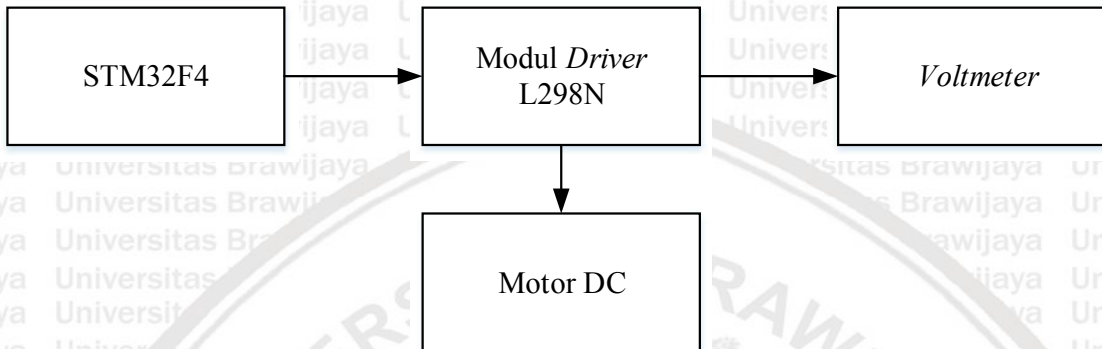 STM32F4
Modul Driver
L298N
Voltmeter
Motor DC